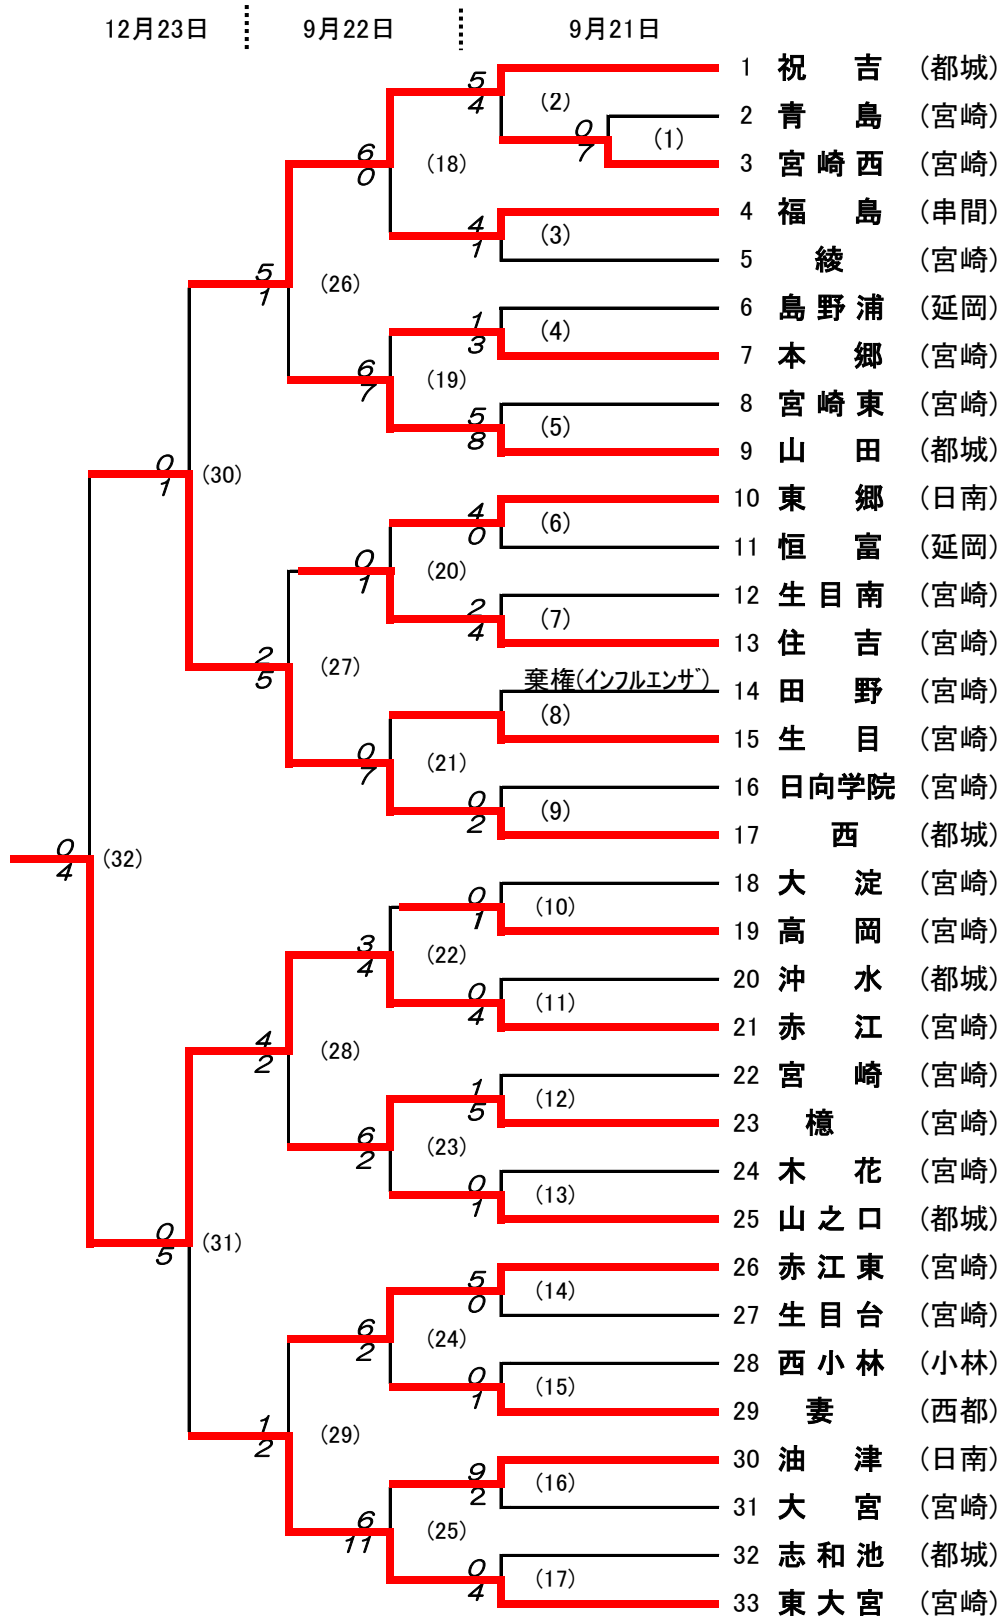 12月23日 9月22日 9月21日
1 祝吉 (都城)
5
4
(2)
2 青島 (宮崎)
0
7
(1)
3 宮崎西 (宮崎)
6
0
(18)
4 福島 (串間)
4
1
(3)
5 綾 (宮崎)
5
1
(26)
6 島野浦 (延岡)
1
3
(4)
7 本郷 (宮崎)
6
7
(19)
8 宮崎東 (宮崎)
5
8
(5)
9 山田 (都城)
0
1
(30)
10 東郷 (日南)
4
0
(6)
11 恒富 (延岡)
0
1
(20)
12 生目南 (宮崎)
2
4
(7)
13 住吉 (宮崎)
2
5
(27)
棄権(インフルエンザ)
14 田野 (宮崎)
(8)
15 生目 (宮崎)
0
7
(21)
16 日向学院 (宮崎)
0
2
(9)
17 西 (都城)
0
4
(32)
18 大淀 (宮崎)
0
1
(10)
19 高岡 (宮崎)
3
4
(22)
20 沖水 (都城)
0
4
(11)
21 赤江 (宮崎)
4
2
(28)
22 宮崎 (宮崎)
1
5
(12)
23 檍 (宮崎)
6
2
(23)
24 木花 (宮崎)
0
1
(13)
25 山之口 (都城)
0
5
(31)
26 赤江東 (宮崎)
5
0
(14)
27 生目台 (宮崎)
6
2
(24)
28 西小林 (小林)
0
1
(15)
29 妻 (西都)
1
2
(29)
30 油津 (日南)
9
2
(16)
31 大宮 (宮崎)
6
11
(25)
32 志和池 (都城)
0
4
(17)
33 東大宮 (宮崎)